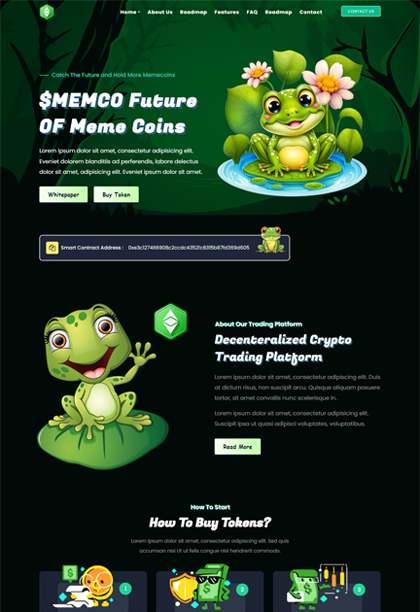 Home About Us Roadmap Features FAQ Roadmap Contact CONTACT US
Catch The Future and Hold More Memecoins
$MEMCO Future
OF Meme Coins
Lorem ipsum dolor sit amet, consectetur adipisicing elit.
Eveniet dolorem blanditiis ad perferendis, labore delectus
dolor sit amet, adipisicing elit. Eveniet ipsum dolor sit amet.
Whitepaper Buy Token
Smart Contract Address :
About Our Trading Platform
Decenteralized Crypto
Trading Platform
Lorem ipsum dolor sit amet, consectetur adipiscing elit. Duis
at dictum risus, non suscipit arcu. Quisque aliquam posuere
tortor, sit amet convallis nunc scelerisque in.
Lorem ipsum dolor sit amet, consectetur adipisicing elit.
Suscipit ipsa ut quasi adipisci voluptates, voluptatibus.
Read More
How To Start
How To Buy Tokens?
Lorem ipsum dolor sit amet, consectetur adipisicing elit. Sed quis
accumsan nisi Ut ut felis congue nisl hendrerit commodo.
1 2 3